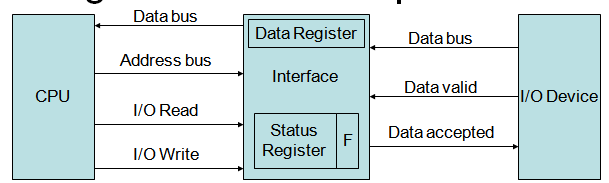 Data bus
Data Register
Data bus
Address bus
Interface
Data valid
CPU
I/O Device
I/O Read
Status
Register
F
Data accepted
I/O Write